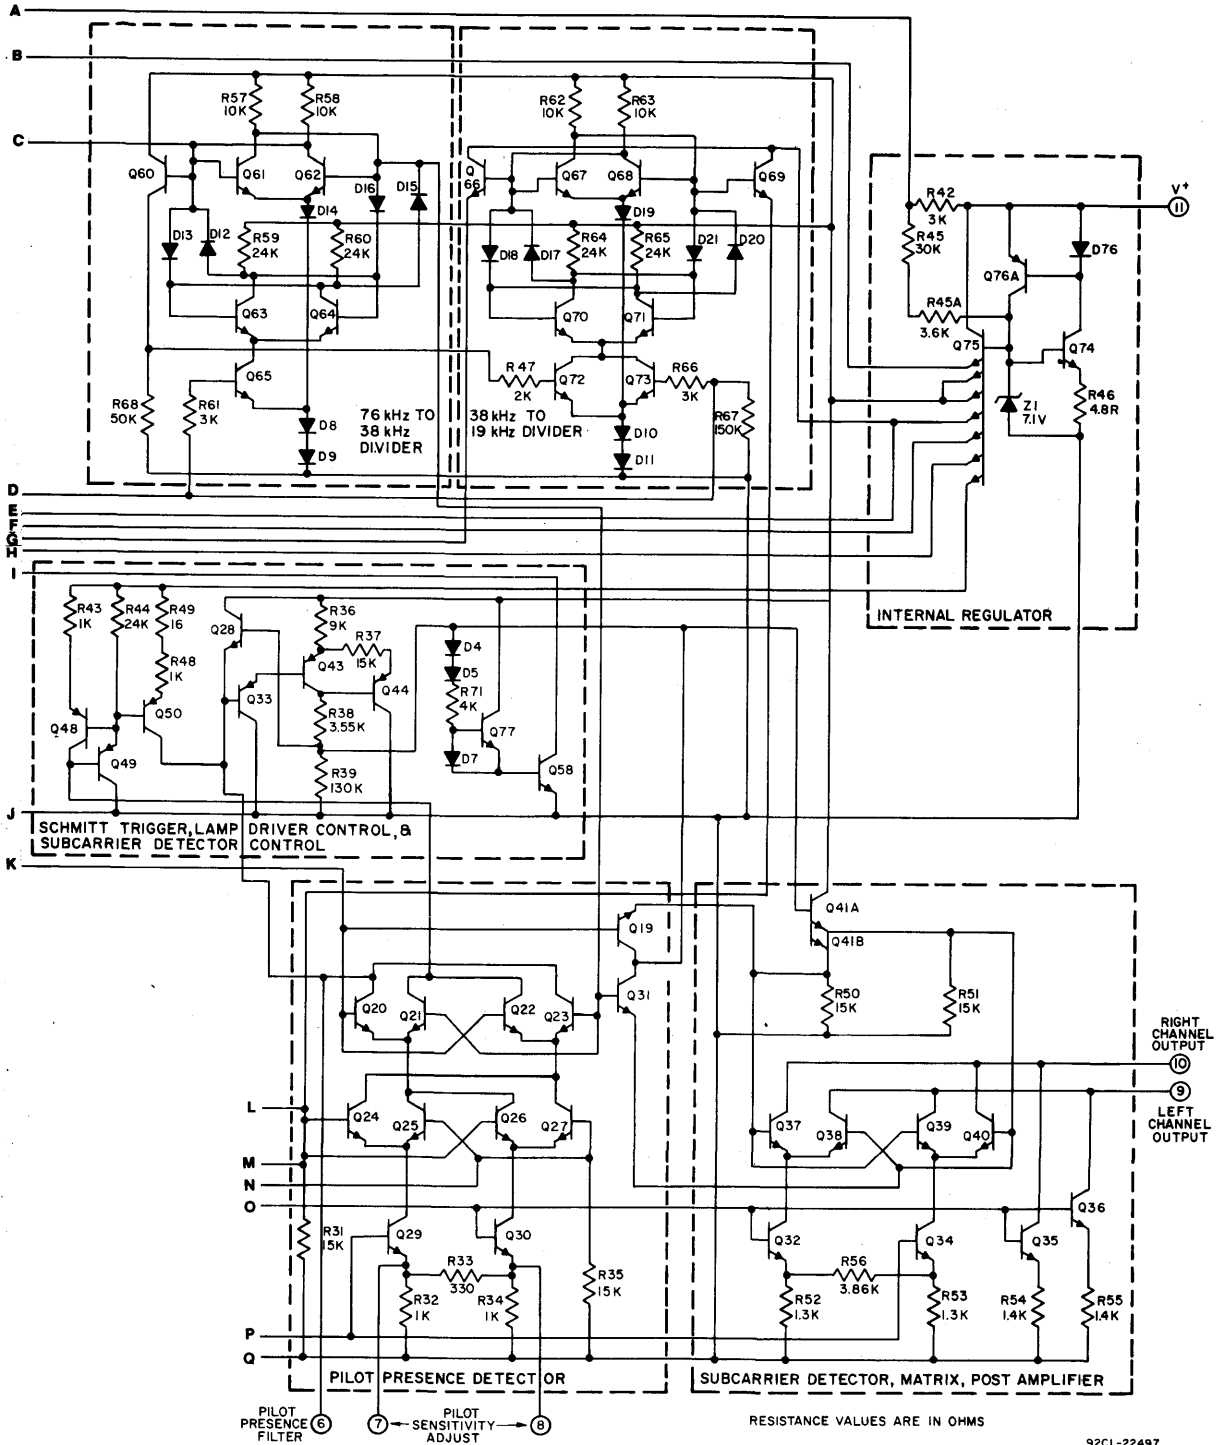 A
B
C
R57
10K
R58
10K
Q60
Q61
Q62
D16
D15
D14
D13
D12
R59
24K
R60
24K
Q63
Q64
Q65
R68
50K
R61
3K
D8
D9
76 kHz TO
38 kHz
DIVIDER
R62
10K
R63
10K
Q
66
Q67
Q68
Q69
D19
R64
24K
R65
24K
D18
D17
D21
D20
Q70
Q71
R47
2K
Q72
Q73
R66
3K
R67
150K
38 kHz TO
19 kHz DIVIDER
D10
D11
R42
3K
R45
30K
V+
11
D76
Q76A
R45A
3.6K
Q75
Q74
Z1
7.1V
R46
4.8R
INTERNAL REGULATOR
D
E
F
G
H
I
R43
1K
R44
24K
R49
16
R48
1K
Q28
R36
9K
R37
15K
Q43
Q33
Q44
R38
3.55K
R39
130K
Q48
Q50
Q49
D4
D5
R71
4K
Q77
D7
Q58
J
SCHMITT TRIGGER, LAMP DRIVER CONTROL, &
SUBCARRIER DETECTOR CONTROL
K
Q19
Q20
Q21
Q22
Q23
Q31
Q24
Q25
Q26
Q27
L
M
N
O
R31
15K
Q29
Q30
R33
330
R32
1K
R34
1K
R35
15K
P
Q
PILOT PRESENCE DETECTOR
Q41A
Q41B
R50
15K
R51
15K
RIGHT
CHANNEL
OUTPUT
10
9
LEFT
CHANNEL
OUTPUT
Q37
Q38
Q39
Q40
Q36
Q32
Q34
Q35
R56
3.86K
R52
1.3K
R53
1.3K
R54
1.4K
R55
1.4K
SUBCARRIER DETECTOR, MATRIX, POST AMPLIFIER
PILOT
PRESENCE 6
FILTER
7 PILOT SENSITIVITY ADJUST 8
RESISTANCE VALUES ARE IN OHMS
92CL-22497